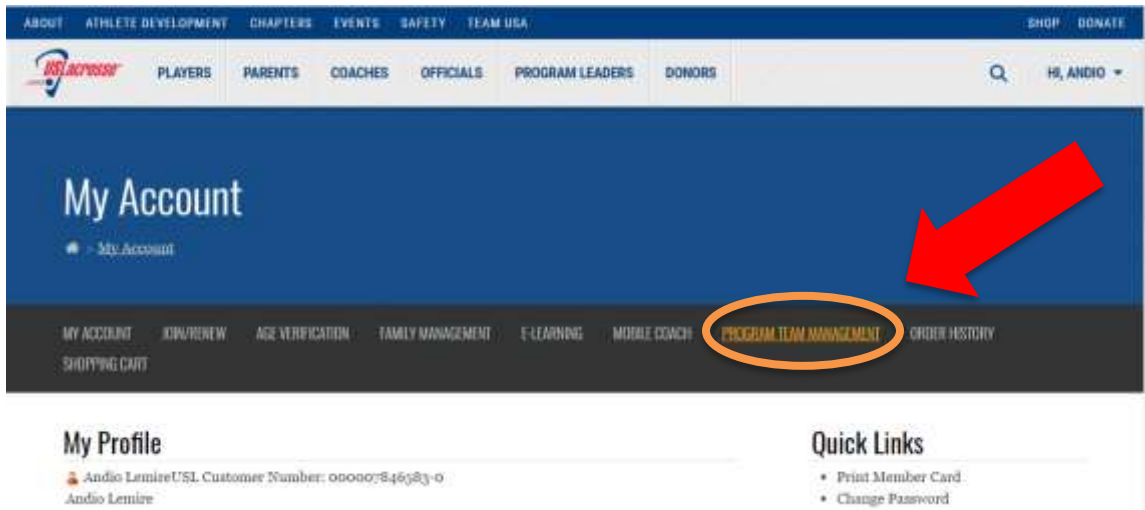 ABOUT ATHLETE DEVELOPMENT CHAPTERS EVENTS SAFETY TEAM USA SHOP DONATE
USLacrosse PLAYERS PARENTS COACHES OFFICIALS PROGRAM LEADERS DONORS HI, ANDIO
My Account
> My Account
MY ACCOUNT JOIN/RENEW AGE VERIFICATION FAMILY MANAGEMENT E-LEARNING MOBILE COACH PROGRAM TEAM MANAGEMENT ORDER HISTORY
SHOPPING CART
My Profile
Andio LemireUSL Customer Number: 000007846583-0
Andio Lemire
Quick Links
• Print Member Card
• Change Password